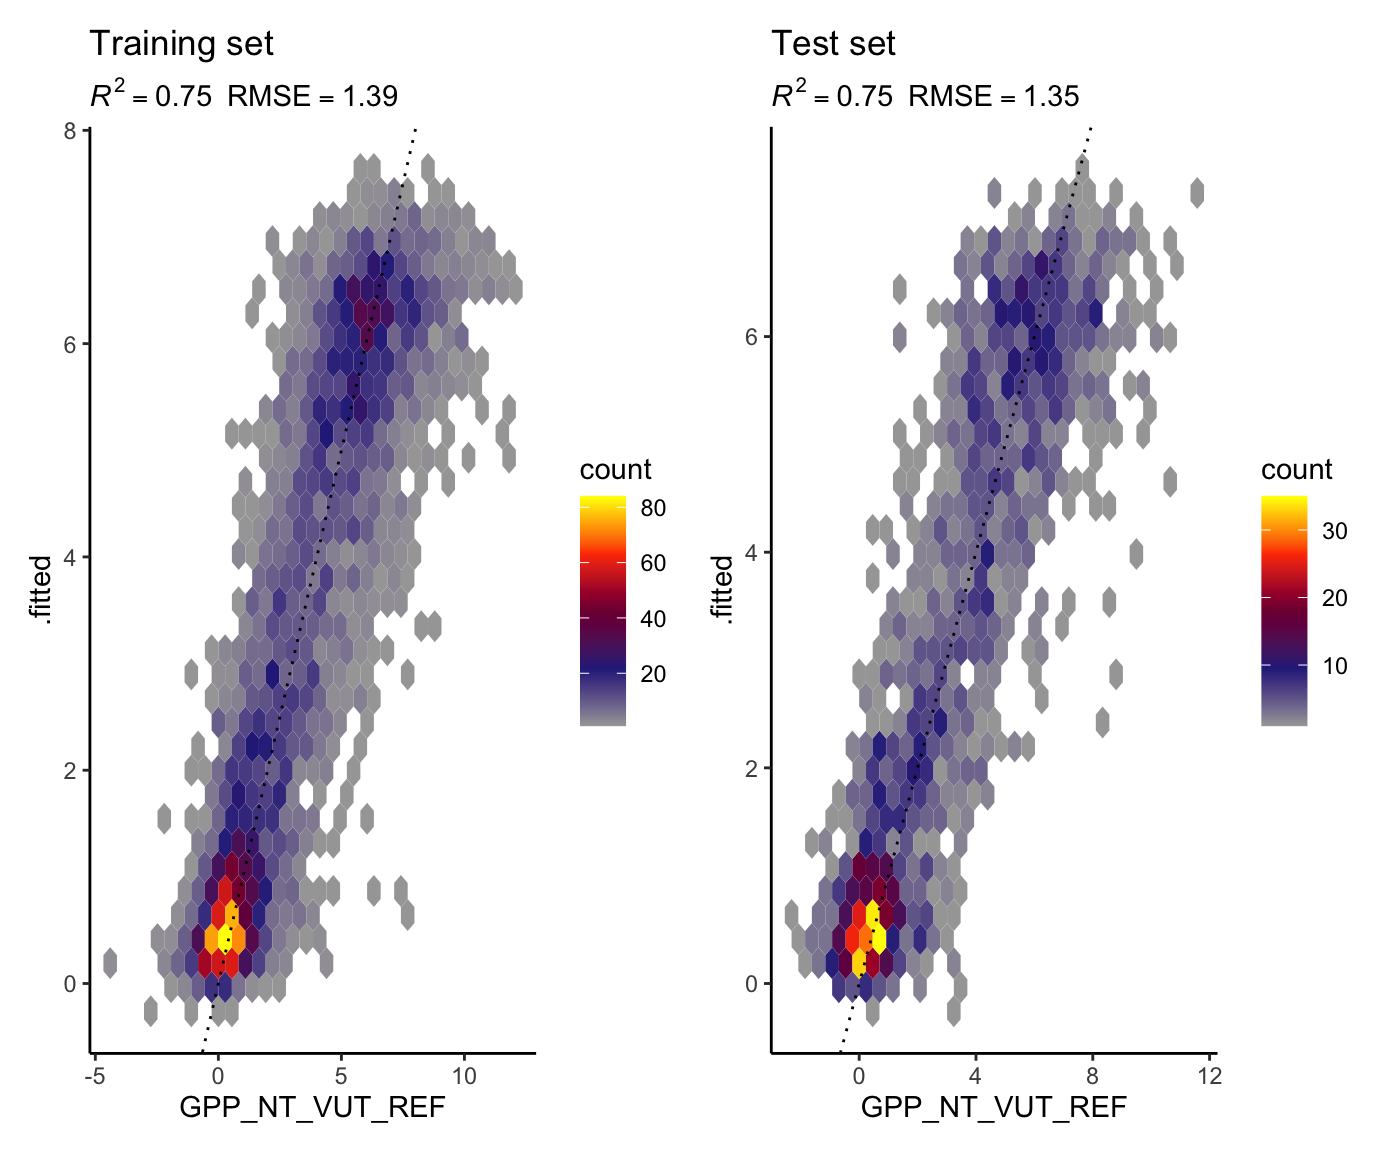 Training set
R² = 0.75 RMSE = 1.39
8
6
4
2
0
-5 0 5 10
.fitted
GPP_NT_VUT_REF
count
80
60
40
20
Test set
R² = 0.75 RMSE = 1.35
6
4
2
0
0 4 8 12
.fitted
GPP_NT_VUT_REF
count
30
20
10